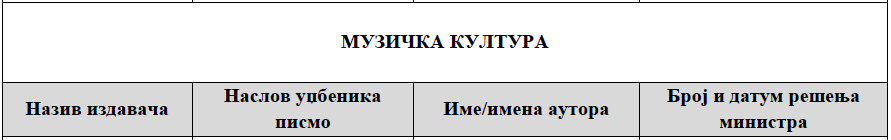 МУЗИЧКА КУЛТУРА
Назив издавача
Наслов уџбеника
писмо
Име/имена аутора
Број и датум решења
министра